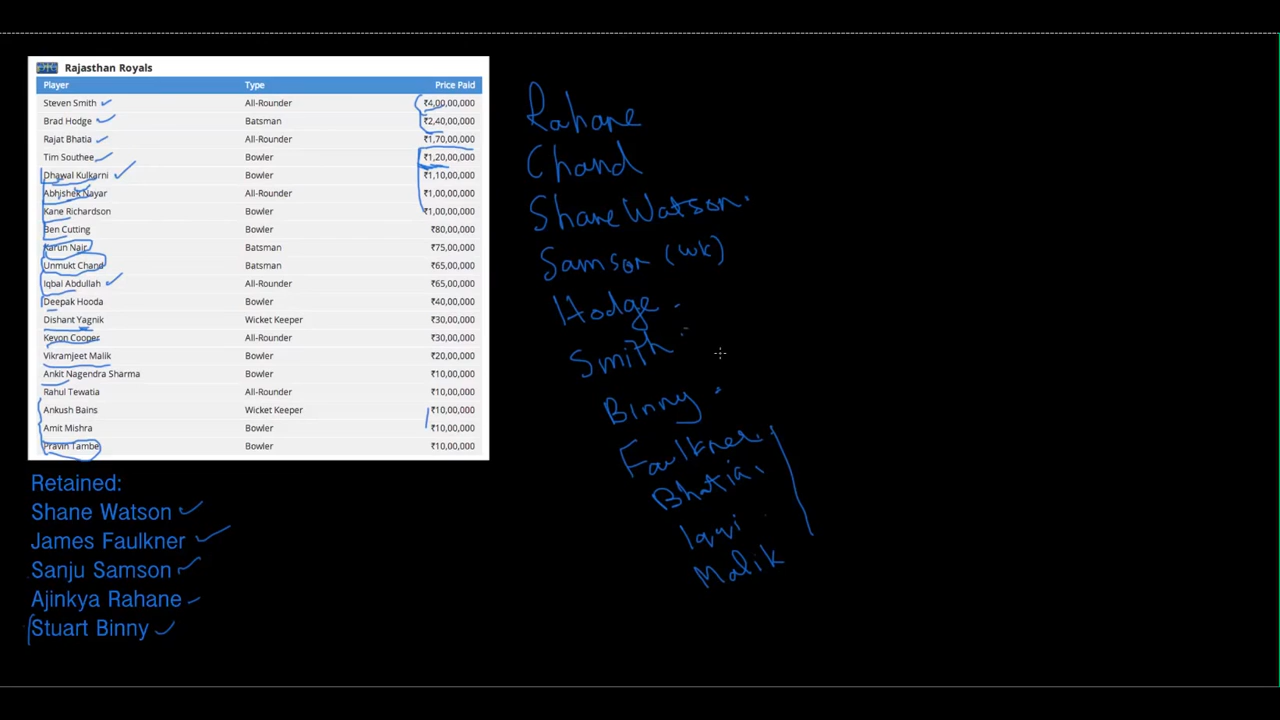 Rajasthan Royals
Player Type Price Paid
Steven Smith All-Rounder ₹4,00,00,000
Brad Hodge Batsman ₹2,40,00,000
Rajat Bhatia All-Rounder ₹1,70,00,000
Tim Southee Bowler ₹1,20,00,000
Dhawal Kulkarni Bowler ₹1,10,00,000
Abhjshek Nayar All-Rounder ₹1,00,00,000
Kane Richardson Bowler ₹1,00,00,000
Ben Cutting Bowler ₹80,00,000
Karun Nair Batsman ₹75,00,000
Unmukt Chand Batsman ₹65,00,000
Iqbal Abdullah All-Rounder ₹65,00,000
Deepak Hooda Bowler ₹40,00,000
Dishant Yagnik Wicket Keeper ₹30,00,000
Kevon Cooper All-Rounder ₹30,00,000
Vikramjeet Malik Bowler ₹20,00,000
Ankit Nagendra Sharma Bowler ₹10,00,000
Rahul Tewatia All-Rounder ₹10,00,000
Ankush Bains Wicket Keeper ₹10,00,000
Amit Mishra Bowler ₹10,00,000
Pravin Tambe Bowler ₹10,00,000
Retained:
Shane Watson
James Faulkner
Sanju Samson
Ajinkya Rahane
Stuart Binny
Rahane
Chand
Shane Watson.
Samson (wk)
Hodge
Smith
Binny
Faulkner
Bhatia
Iqqi
Malik